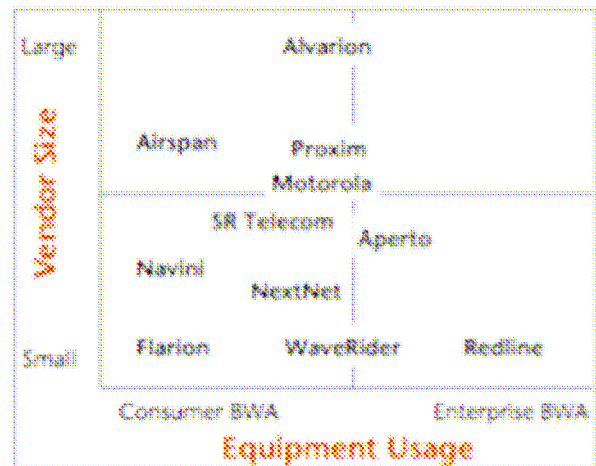 Large
Alvarion
Airspan
Proxim
Motorola
Vendor Size
SR Telecom
Aperto
Navini
NextNet
Flarion
WaveRider
Redline
Small
Consumer BWA
Enterprise BWA
Equipment Usage